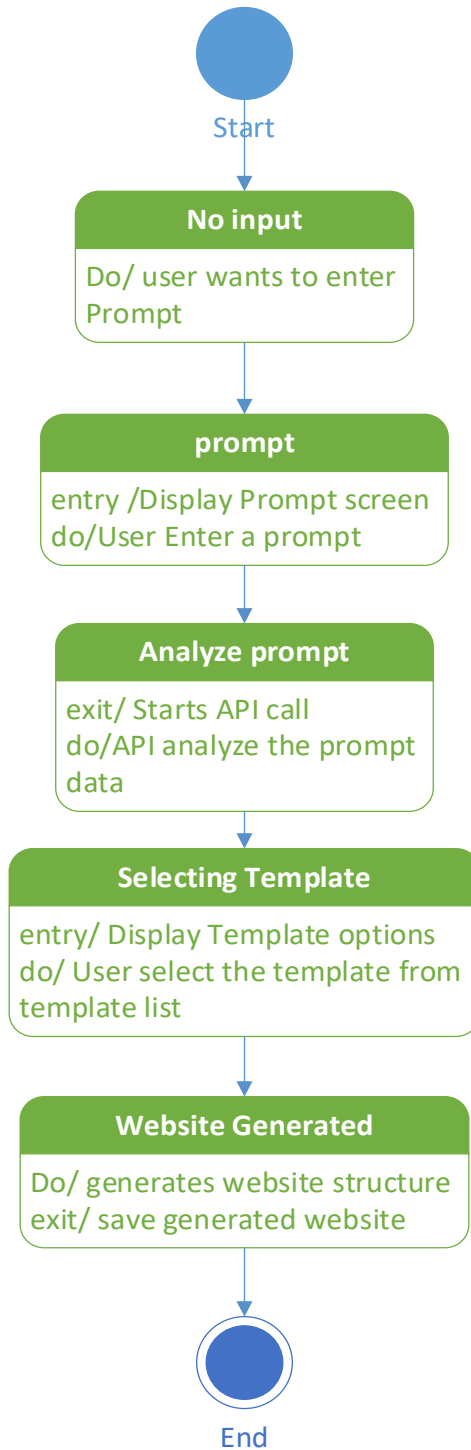 Start
No input
Do/ user wants to enter
Prompt
prompt
entry /Display Prompt screen
do/User Enter a prompt
Analyze prompt
exit/ Starts API call
do/API analyze the prompt
data
Selecting Template
entry/ Display Template options
do/ User select the template from
template list
Website Generated
Do/ generates website structure
exit/ save generated website
End